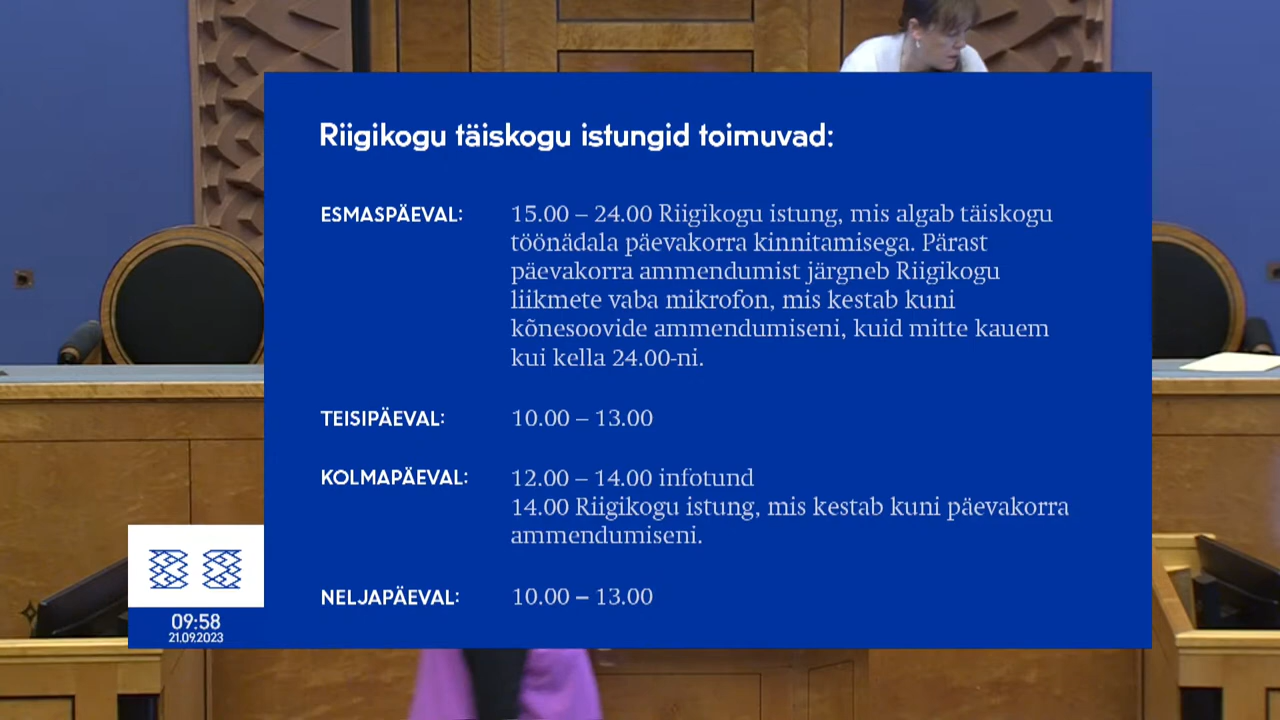 Riigikogu täiskogu istungid toimuvad:
ESMASPÄEVAL: 15.00 – 24.00 Riigikogu istung, mis algab täiskogu
töönädala päevakorra kinnitamisega. Pärast
päevakorra ammendumist järgneb Riigikogu
liikmete vaba mikrofon, mis kestab kuni
kõnesoovide ammendumiseni, kuid mitte kauem
kui kella 24.00-ni.
TEISIPÄEVAL: 10.00 – 13.00
KOLMAPÄEVAL: 12.00 – 14.00 infotund
14.00 Riigikogu istung, mis kestab kuni päevakorra
ammendumiseni.
NELJAPÄEVAL: 10.00 – 13.00
09:58
21.09.2023